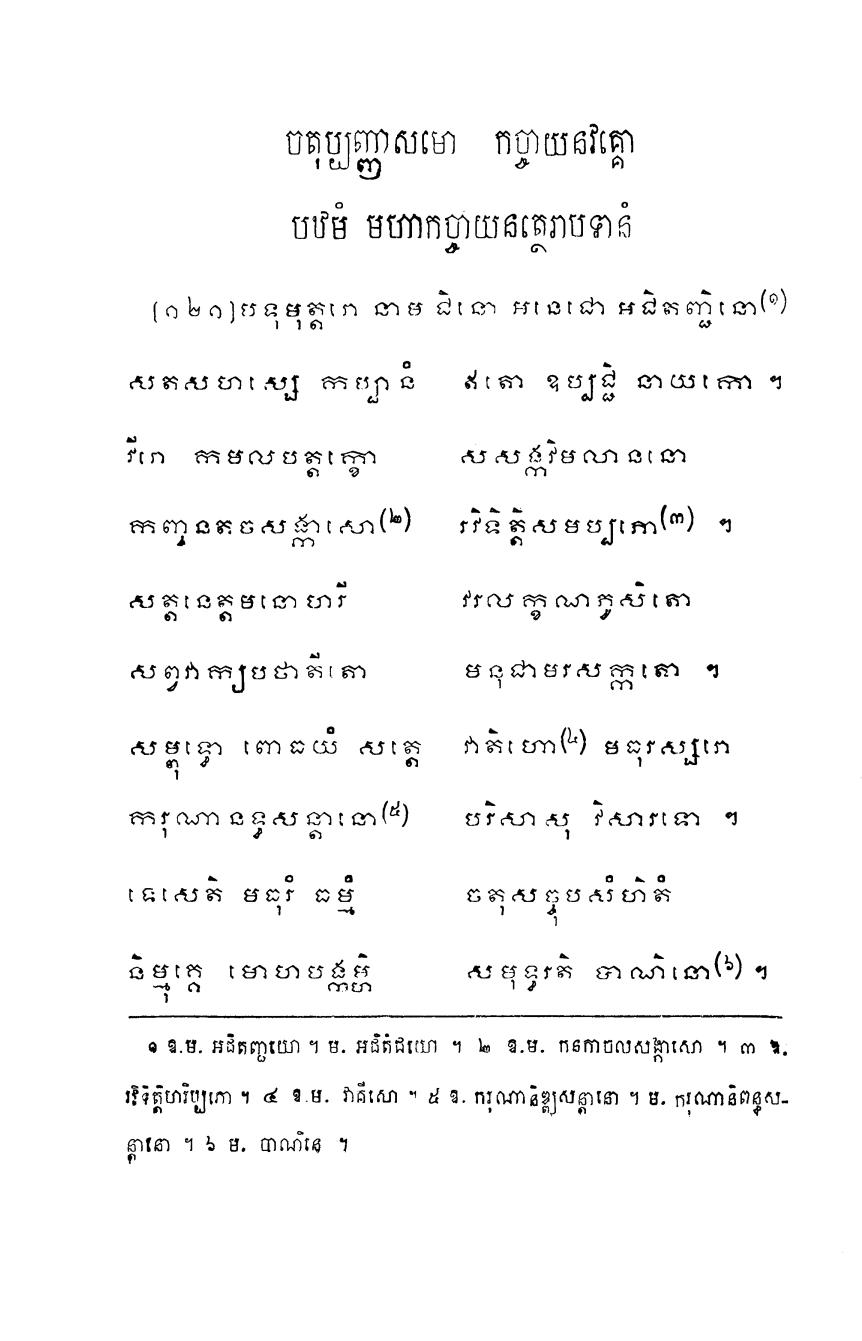 ចតុប្បញ្ញាសមោ កច្ចាយនវគ្គោ
បឋមំ មហាកច្ចាយនត្ថេរាបទានំ
[១២១] បទុមុត្តរោ នាម ជិនោ អនេជោ អជិតញ្ជិនោ(១)
សតសហស្សេ កប្បានំ ឥតោ ឧប្បជ្ជិ នាយកោ ។
វីរោ កមលបត្តក្ខោ សសង្កវិមលាននោ
កញ្ចនតចសង្កាសោ(២) រវិទិត្តិសមប្បភោ(៣) ។
សត្តនេត្តមនោហារី វរលក្ខណភូសិតោ
សព្វវាក្យបថាតីតោ មនុជាមរសក្កតោ ។
សម្ពុទ្ធោ ពោធយំ សត្តេ វាតិហោ(៤) មធុរស្សរោ
ករុណានទ្ធសន្តានោ(៥) បរិសាសុ វិសារទោ ។
ទេសេតិ មធុរំ ធម្មំ ចតុសច្ចុបសំហិតំ
និម្មុគ្គេ មោហបង្កម្ហិ សមុទ្ធរតិ បាណិនោ(៦) ។
១ ឱ.ម. អជិតញ្ជយោ ។ ម. អជិតំជយោ ។ ២ ឱ.ម. កនកាចលសង្កាសោ ។ ៣ ឱ.
រវិទិត្តិហរិប្បភោ ។ ៤ ឱ.ម. វាគីសោ ។ ៥ ឱ. ករុណានិព្ពយសន្តានោ ។ ម. ករុណានិពន្ធស-
ន្តានោ ។ ៦ ម. បាណិនេ ។